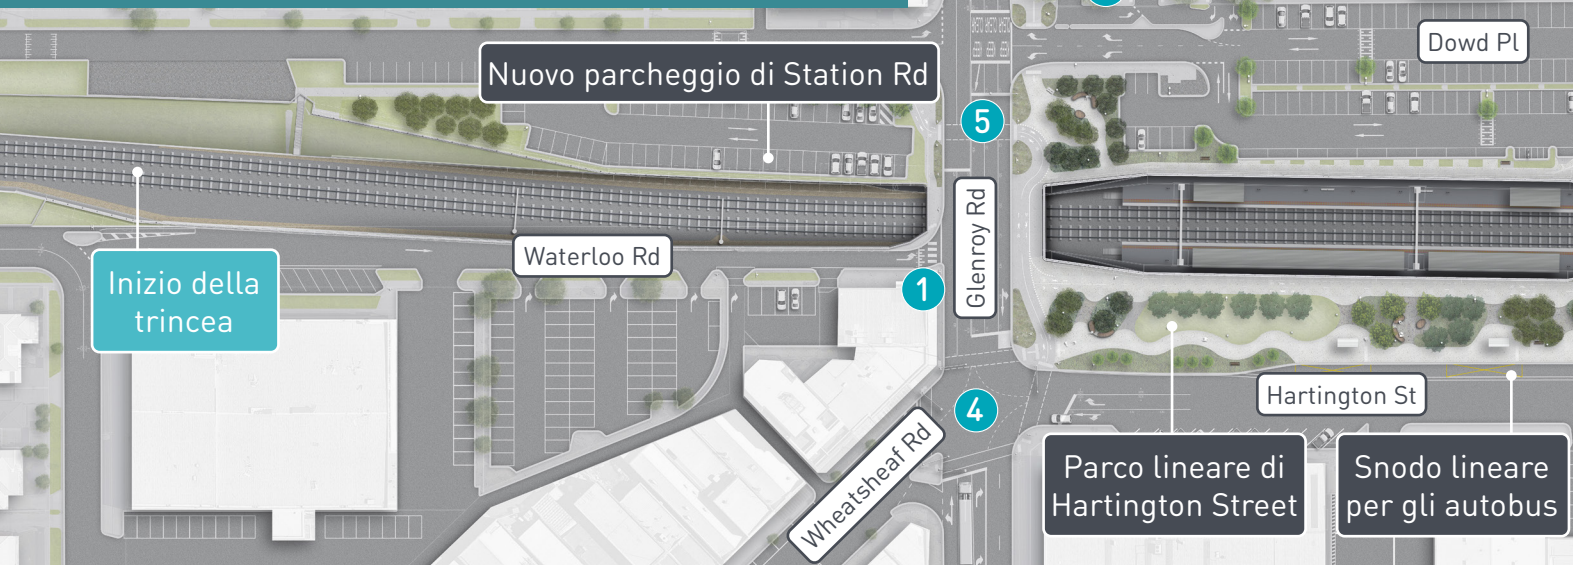 Dowd Pl
Nuovo parcheggio di Station Rd
5
Glenroy Rd
Waterloo Rd
Inizio della
trincea
1
4
Hartington St
Wheatsheaf Rd
Parco lineare di
Hartington Street
Snodo lineare
per gli autobus